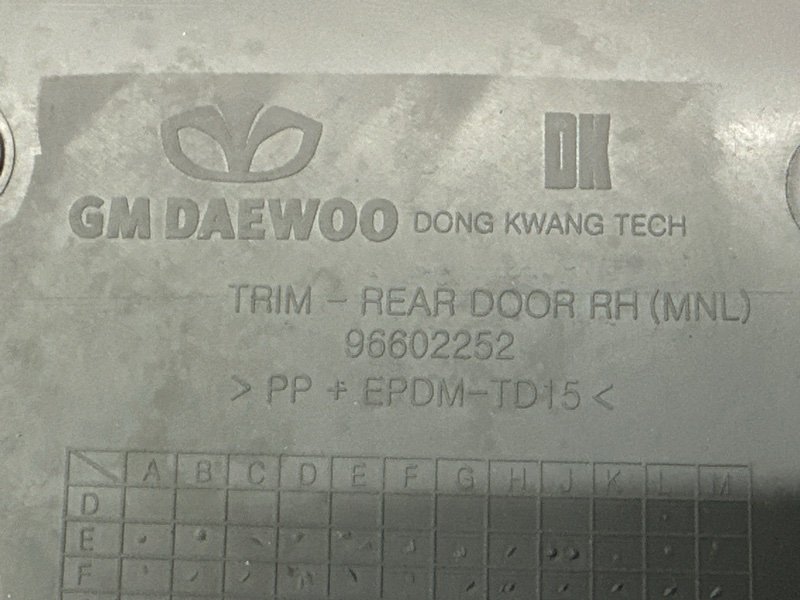 DK
GM DAEWOO DONG KWANG TECH
TRIM - REAR DOOR RH (MNL)
96602252
> PP + EPDM-TD15 <
A B C D E F G H J K L M
D
E
F